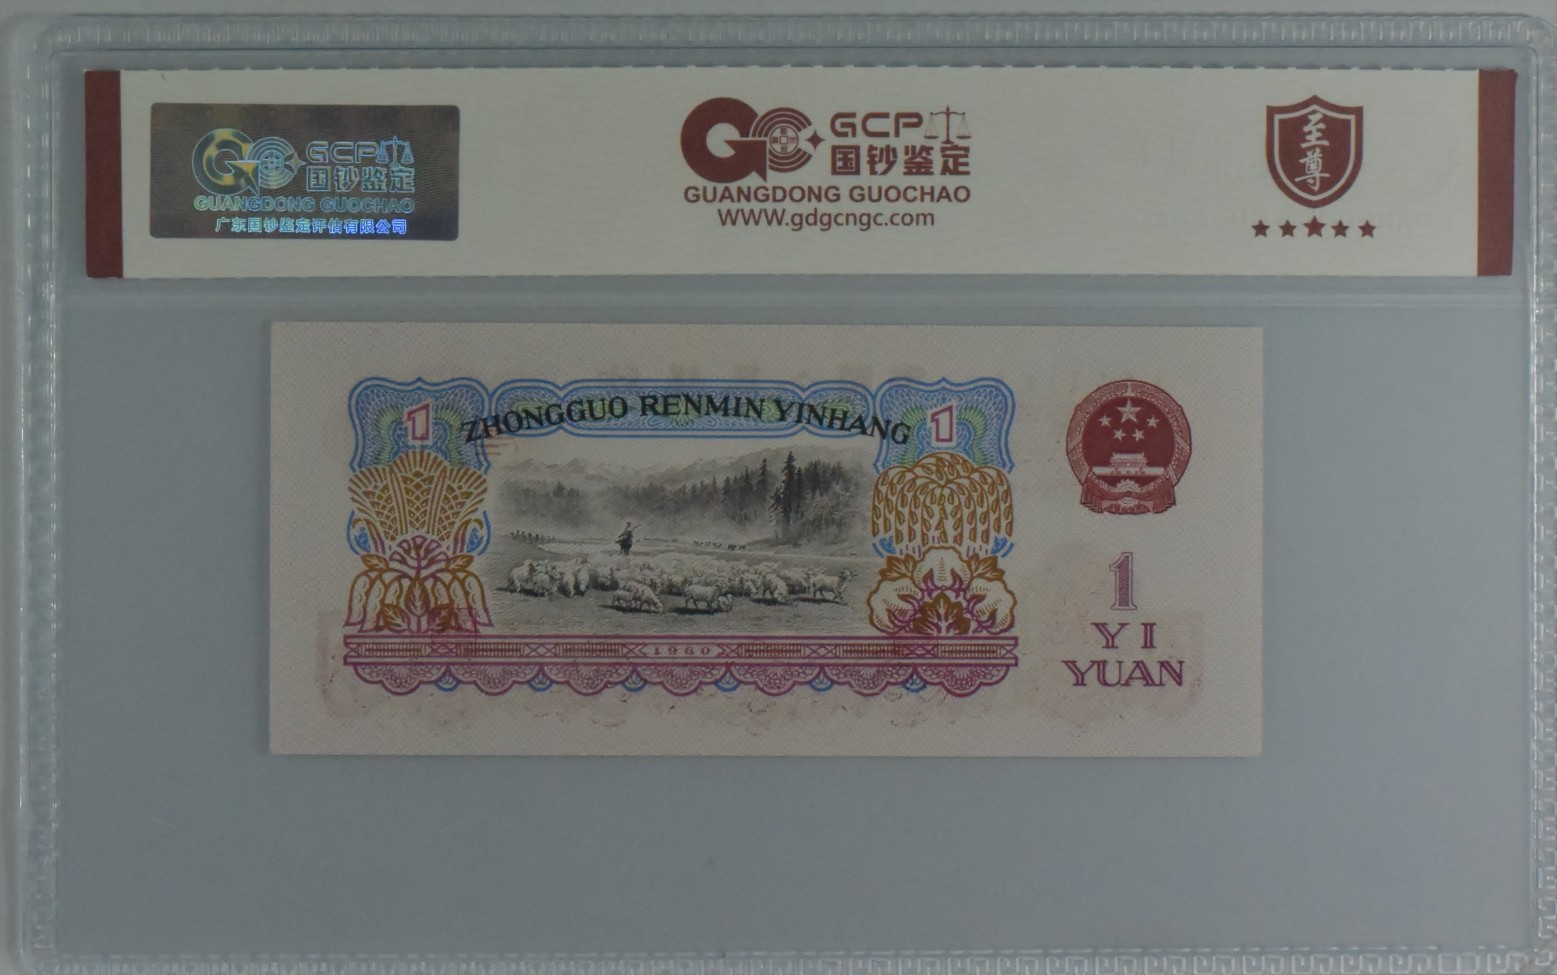 GCP
国钞鉴定
GUANGDONG GUOCHAO
广东国钞鉴定评估有限公司
GCP
国钞鉴定
GUANGDONG GUOCHAO
WWW.gdgcngc.com
至尊
1
ZHONGGUO RENMIN YINHANG
1
1960
1
YI
YUAN